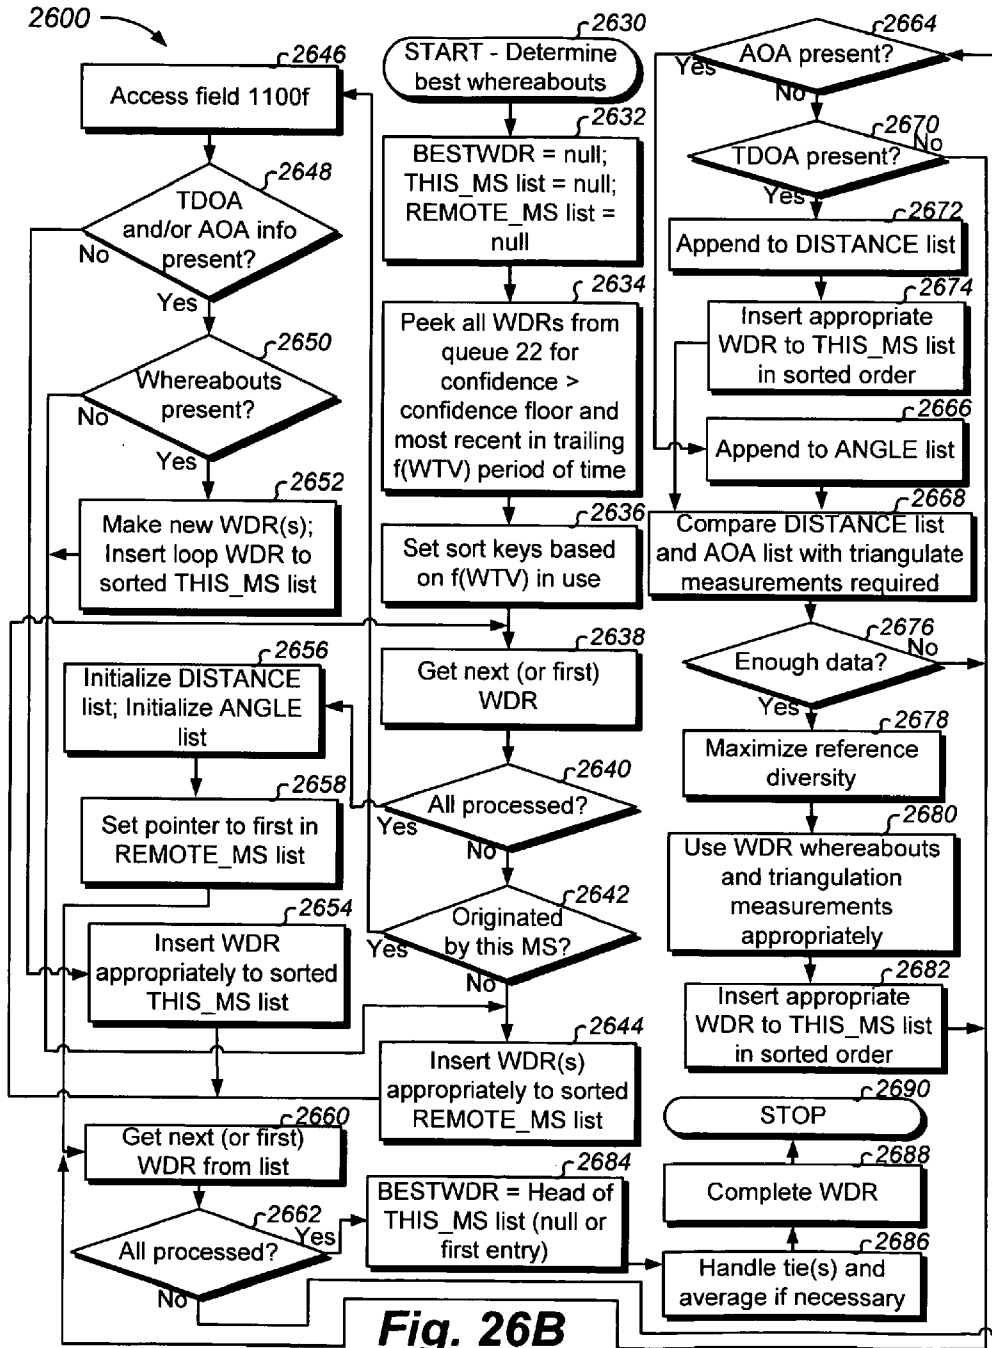 2600
2646
Access field 1100f
2648
TDOA
and/or AOA info
present?
No
Yes
2650
Whereabouts
present?
No
Yes
2652
Make new WDR(s);
Insert loop WDR to
sorted THIS_MS list
2656
Initialize DISTANCE
list; Initialize ANGLE
list
2658
Set pointer to first in
REMOTE_MS list
2654
Insert WDR
appropriately to sorted
THIS_MS list
2660
Get next (or first)
WDR from list
2662
All processed?
Yes
No
2630
START - Determine
best whereabouts
2632
BESTWDR = null;
THIS_MS list = null;
REMOTE_MS list =
null
2634
Peek all WDRs from
queue 22 for
confidence >
confidence floor and
most recent in trailing
f(WTV) period of time
2636
Set sort keys based
on f(WTV) in use
2638
Get next (or first)
WDR
2640
All processed?
Yes
No
2642
Originated
by this MS?
Yes
No
2644
Insert WDR(s)
appropriately to sorted
REMOTE_MS list
2684
BESTWDR = Head of
THIS_MS list (null or
first entry)
2664
AOA present?
Yes
No
2670
No
TDOA present?
Yes
2672
Append to DISTANCE list
2674
Insert appropriate
WDR to THIS_MS list
in sorted order
2666
Append to ANGLE list
2668
Compare DISTANCE list
and AOA list with triangulate
measurements required
2676
Enough data?
No
Yes
2678
Maximize reference
diversity
2680
Use WDR whereabouts
and triangulation
measurements
appropriately
2682
Insert appropriate
WDR to THIS_MS list
in sorted order
2690
STOP
2688
Complete WDR
2686
Handle tie(s) and
average if necessary
Fig. 26B